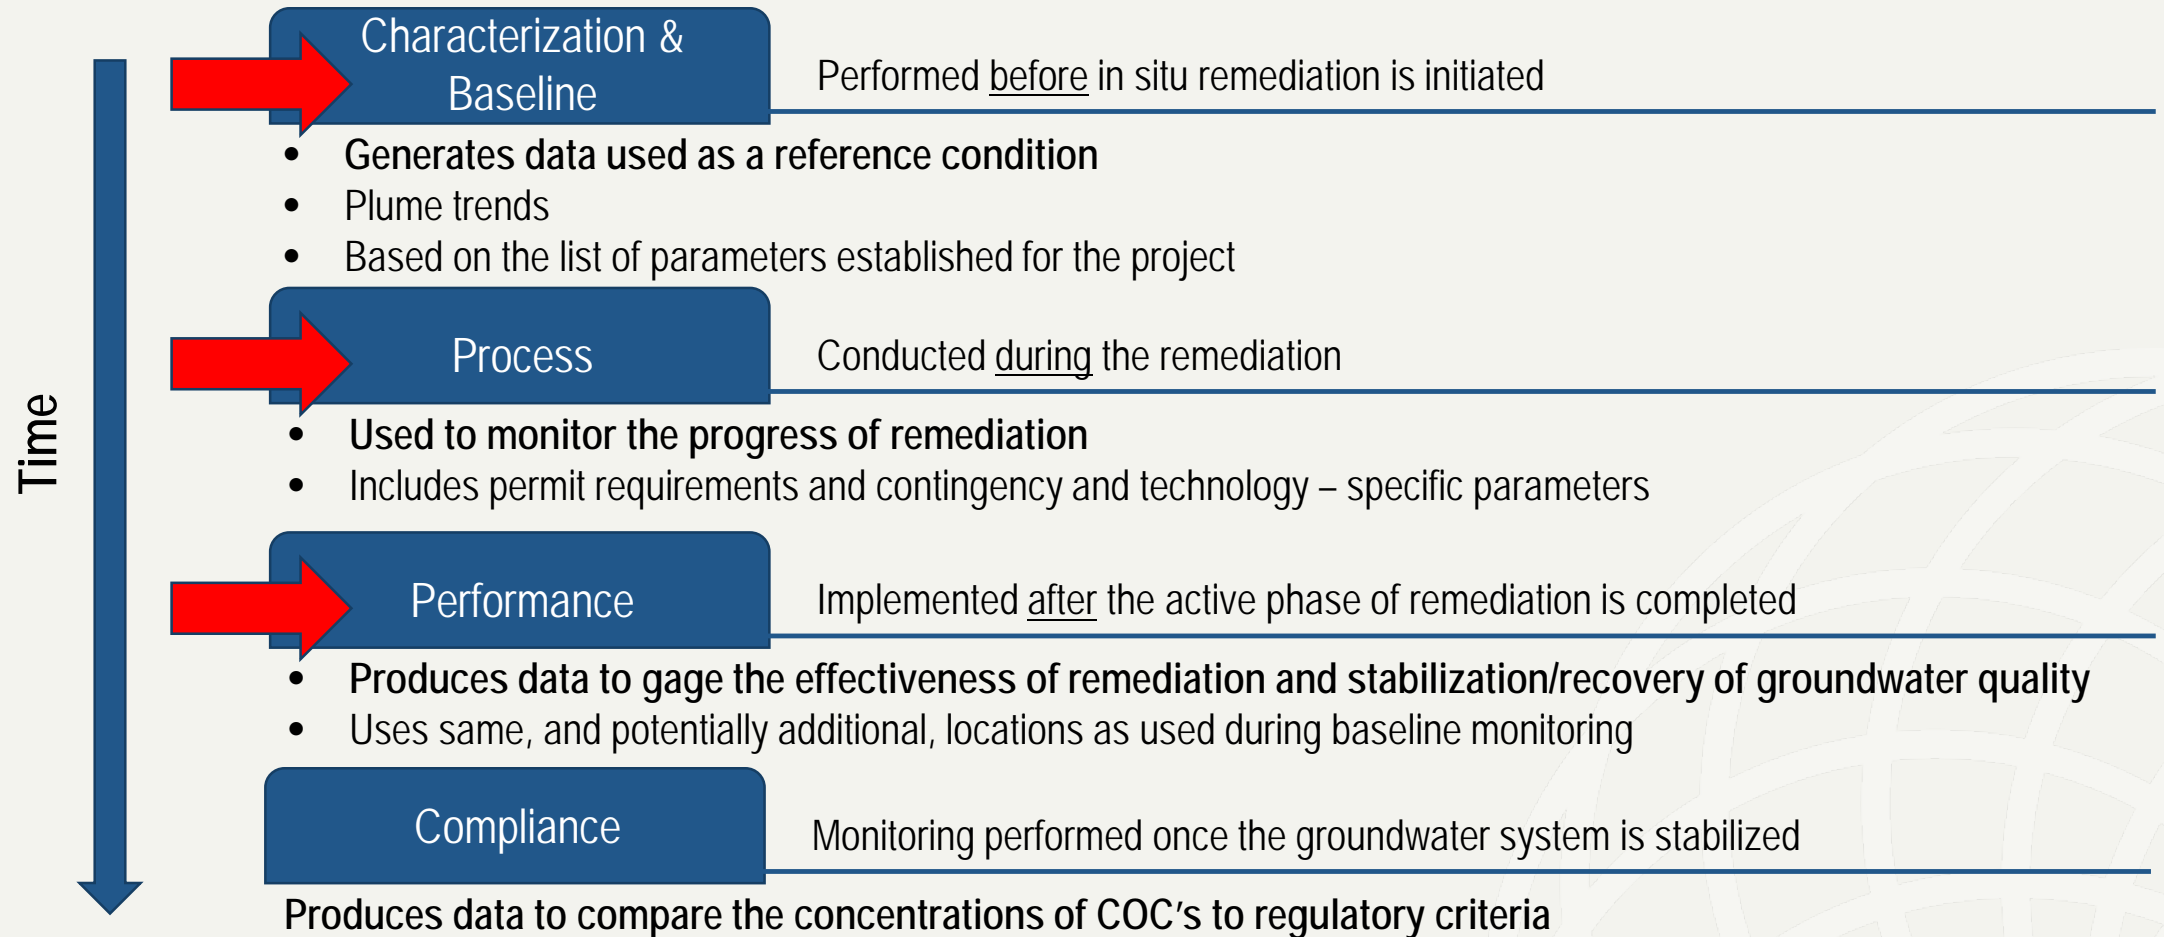 Time
Characterization &
Baseline
Performed before in situ remediation is initiated
• Generates data used as a reference condition
• Plume trends
• Based on the list of parameters established for the project
Process
Conducted during the remediation
• Used to monitor the progress of remediation
• Includes permit requirements and contingency and technology – specific parameters
Performance
Implemented after the active phase of remediation is completed
• Produces data to gage the effectiveness of remediation and stabilization/recovery of groundwater quality
• Uses same, and potentially additional, locations as used during baseline monitoring
Compliance
Monitoring performed once the groundwater system is stabilized
Produces data to compare the concentrations of COC's to regulatory criteria